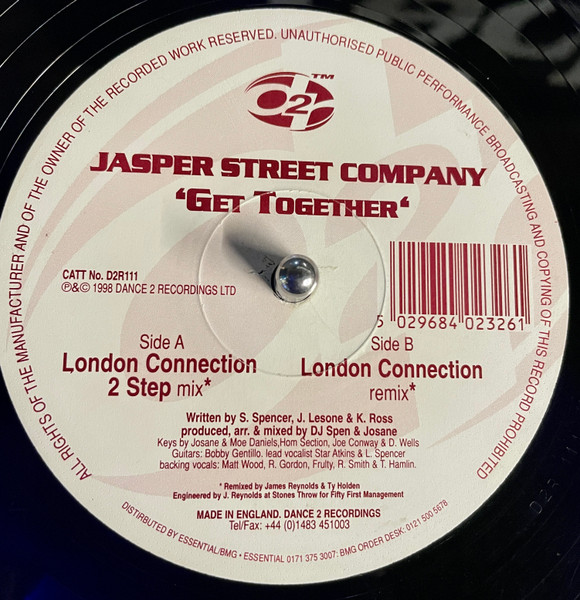 ALL RIGHTS OF THE MANUFACTURER AND OF THE OWNER OF THE RECORDED WORK RESERVED. UNAUTHORISED PUBLIC PERFORMANCE BROADCASTING AND COPYING OF THIS RECORD PROHIBITED
D2 TM
JASPER STREET COMPANY
‘GET TOGETHER‘
CATT No. D2R111
℗&© 1998 DANCE 2 RECORDINGS LTD
5 029684 023261
Side A
London Connection
2 Step mix*
Side B
London Connection
remix*
Written by S. Spencer, J. Lesone & K. Ross
produced, arr. & mixed by DJ Spen & Josane
Keys by Josane & Moe Daniels,Horn Section, Joe Conway & D. Wells
Guitars: Bobby Gentillo. lead vocalist Star Atkins & L. Spencer
backing vocals: Matt Wood, R. Gordon, Fruity, R. Smith & T. Hamlin.
* Remixed by James Reynolds & Ty Holden
Engineered by J. Reynolds at Stones Throw for Fifty First Management
MADE IN ENGLAND. DANCE 2 RECORDINGS
Tel/Fax: +44 (0)1483 451003
DISTIRBUTED BY ESSENTIAL/BMG • ESSENTIAL 0171 375 3007: BMG ORDER DESK: 0121 500 5678